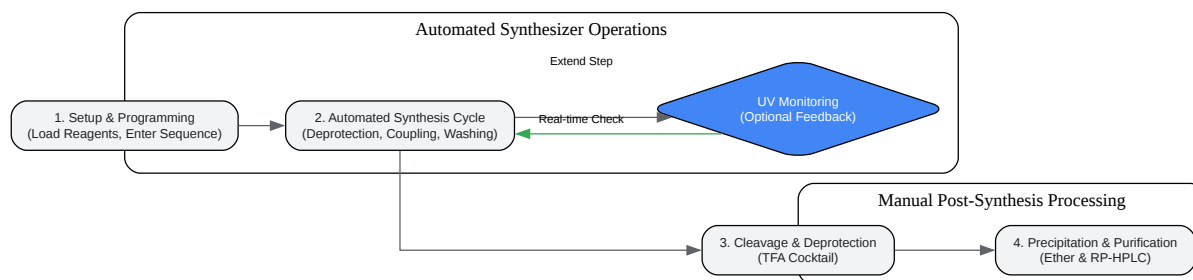 Automated Synthesizer Operations
Extend Step
1. Setup & Programming
(Load Reagents, Enter Sequence)
2. Automated Synthesis Cycle
(Deprotection, Coupling, Washing)
Real-time Check
UV Monitoring
(Optional Feedback)
Manual Post-Synthesis Processing
3. Cleavage & Deprotection
(TFA Cocktail)
4. Precipitation & Purification
(Ether & RP-HPLC)